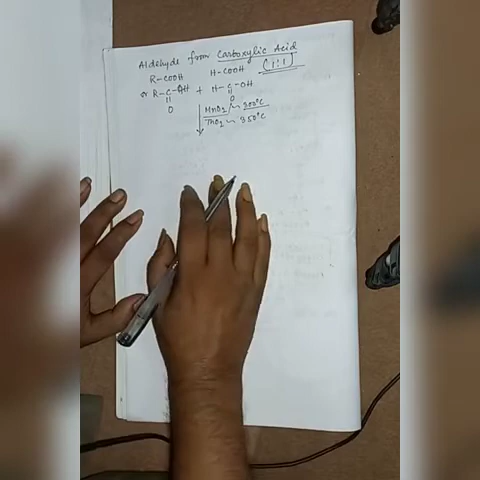 Aldehyde from Carboxylic Acid
R-COOH H-COOH (1:1)
or R-C-OH + H-C-OH
O O
MnO2/~ 300°C
ThO2 ~ 350°C